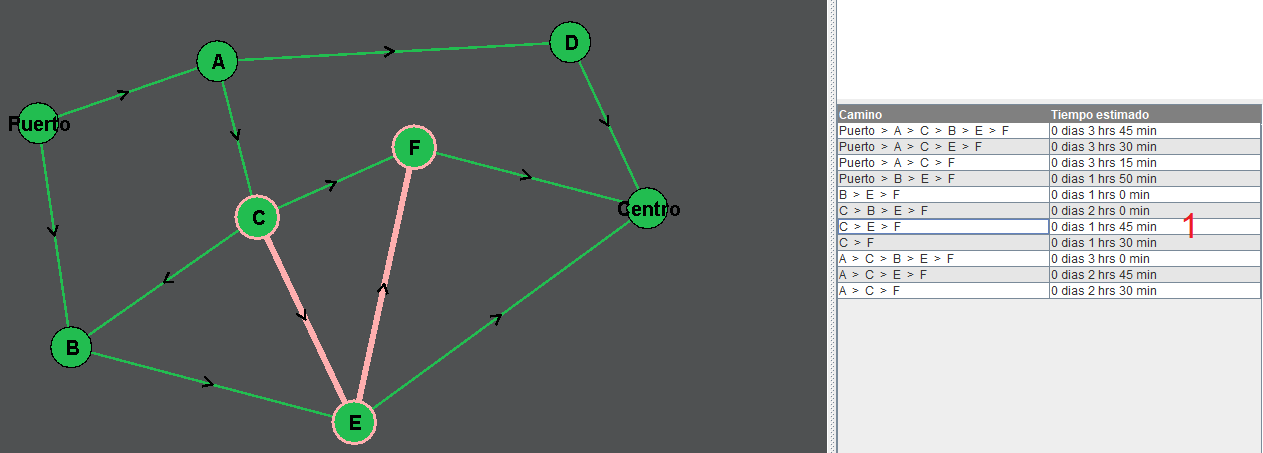 A
D
Puerto
F
C
Centro
B
E
Camino Tiempo estimado
Puerto > A > C > B > E > F 0 dias 3 hrs 45 min
Puerto > A > C > E > F 0 dias 3 hrs 30 min
Puerto > A > C > F 0 dias 3 hrs 15 min
Puerto > B > E > F 0 dias 1 hrs 50 min
B > E > F 0 dias 1 hrs 0 min
C > B > E > F 0 dias 2 hrs 0 min
C > E > F 0 dias 1 hrs 45 min 1
C > F 0 dias 1 hrs 30 min
A > C > B > E > F 0 dias 3 hrs 0 min
A > C > E > F 0 dias 2 hrs 45 min
A > C > F 0 dias 2 hrs 30 min